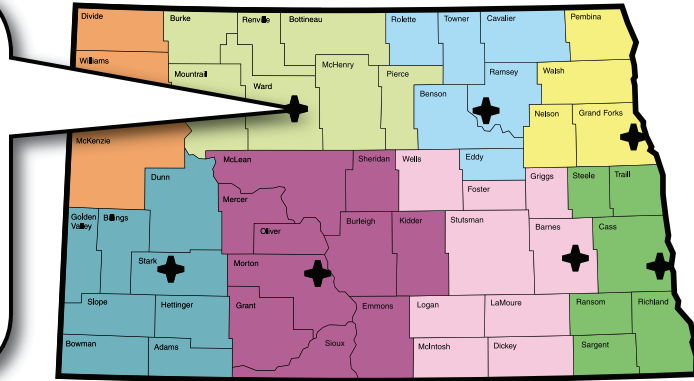 Divide
Burke
Renville
Bottineau
Rolette
Towner
Cavalier
Pembina
Williams
Mountrail
Ward
McHenry
Pierce
Benson
Ramsey
Walsh
Nelson
Grand Forks
McKenzie
Dunn
McLean
Sheridan
Wells
Eddy
Foster
Griggs
Steele
Traill
Mercer
Golden
Valley
Billings
Oliver
Burleigh
Kidder
Stutsman
Barnes
Cass
Stark
Morton
Slope
Hettinger
Grant
Emmons
Logan
LaMoure
Ransom
Richland
Bowman
Adams
Sioux
McIntosh
Dickey
Sargent